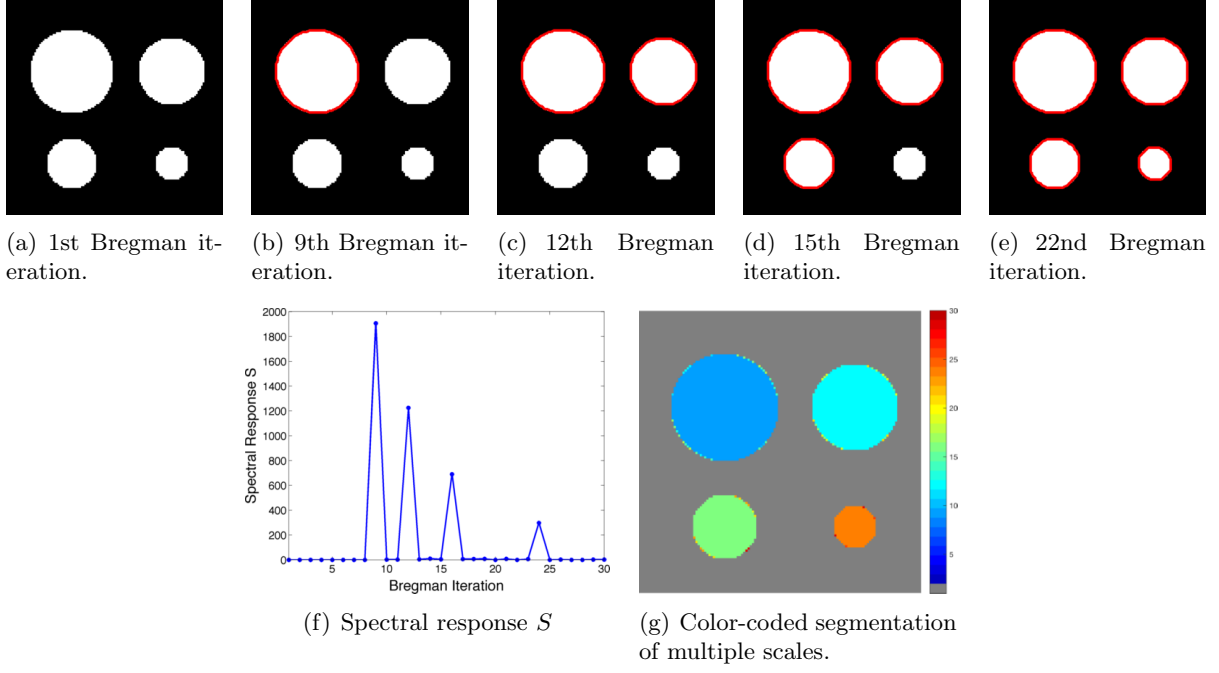 (a) 1st Bregman it-
eration.
(b) 9th Bregman it-
eration.
(c) 12th Bregman
iteration.
(d) 15th Bregman
iteration.
(e) 22nd Bregman
iteration.
2000
1800
1600
1400
1200
1000
800
600
400
200
0
Spectral Response S
5
10
15
20
25
30
Bregman Iteration
30
25
20
15
10
5
(f) Spectral response S
(g) Color-coded segmentation
of multiple scales.